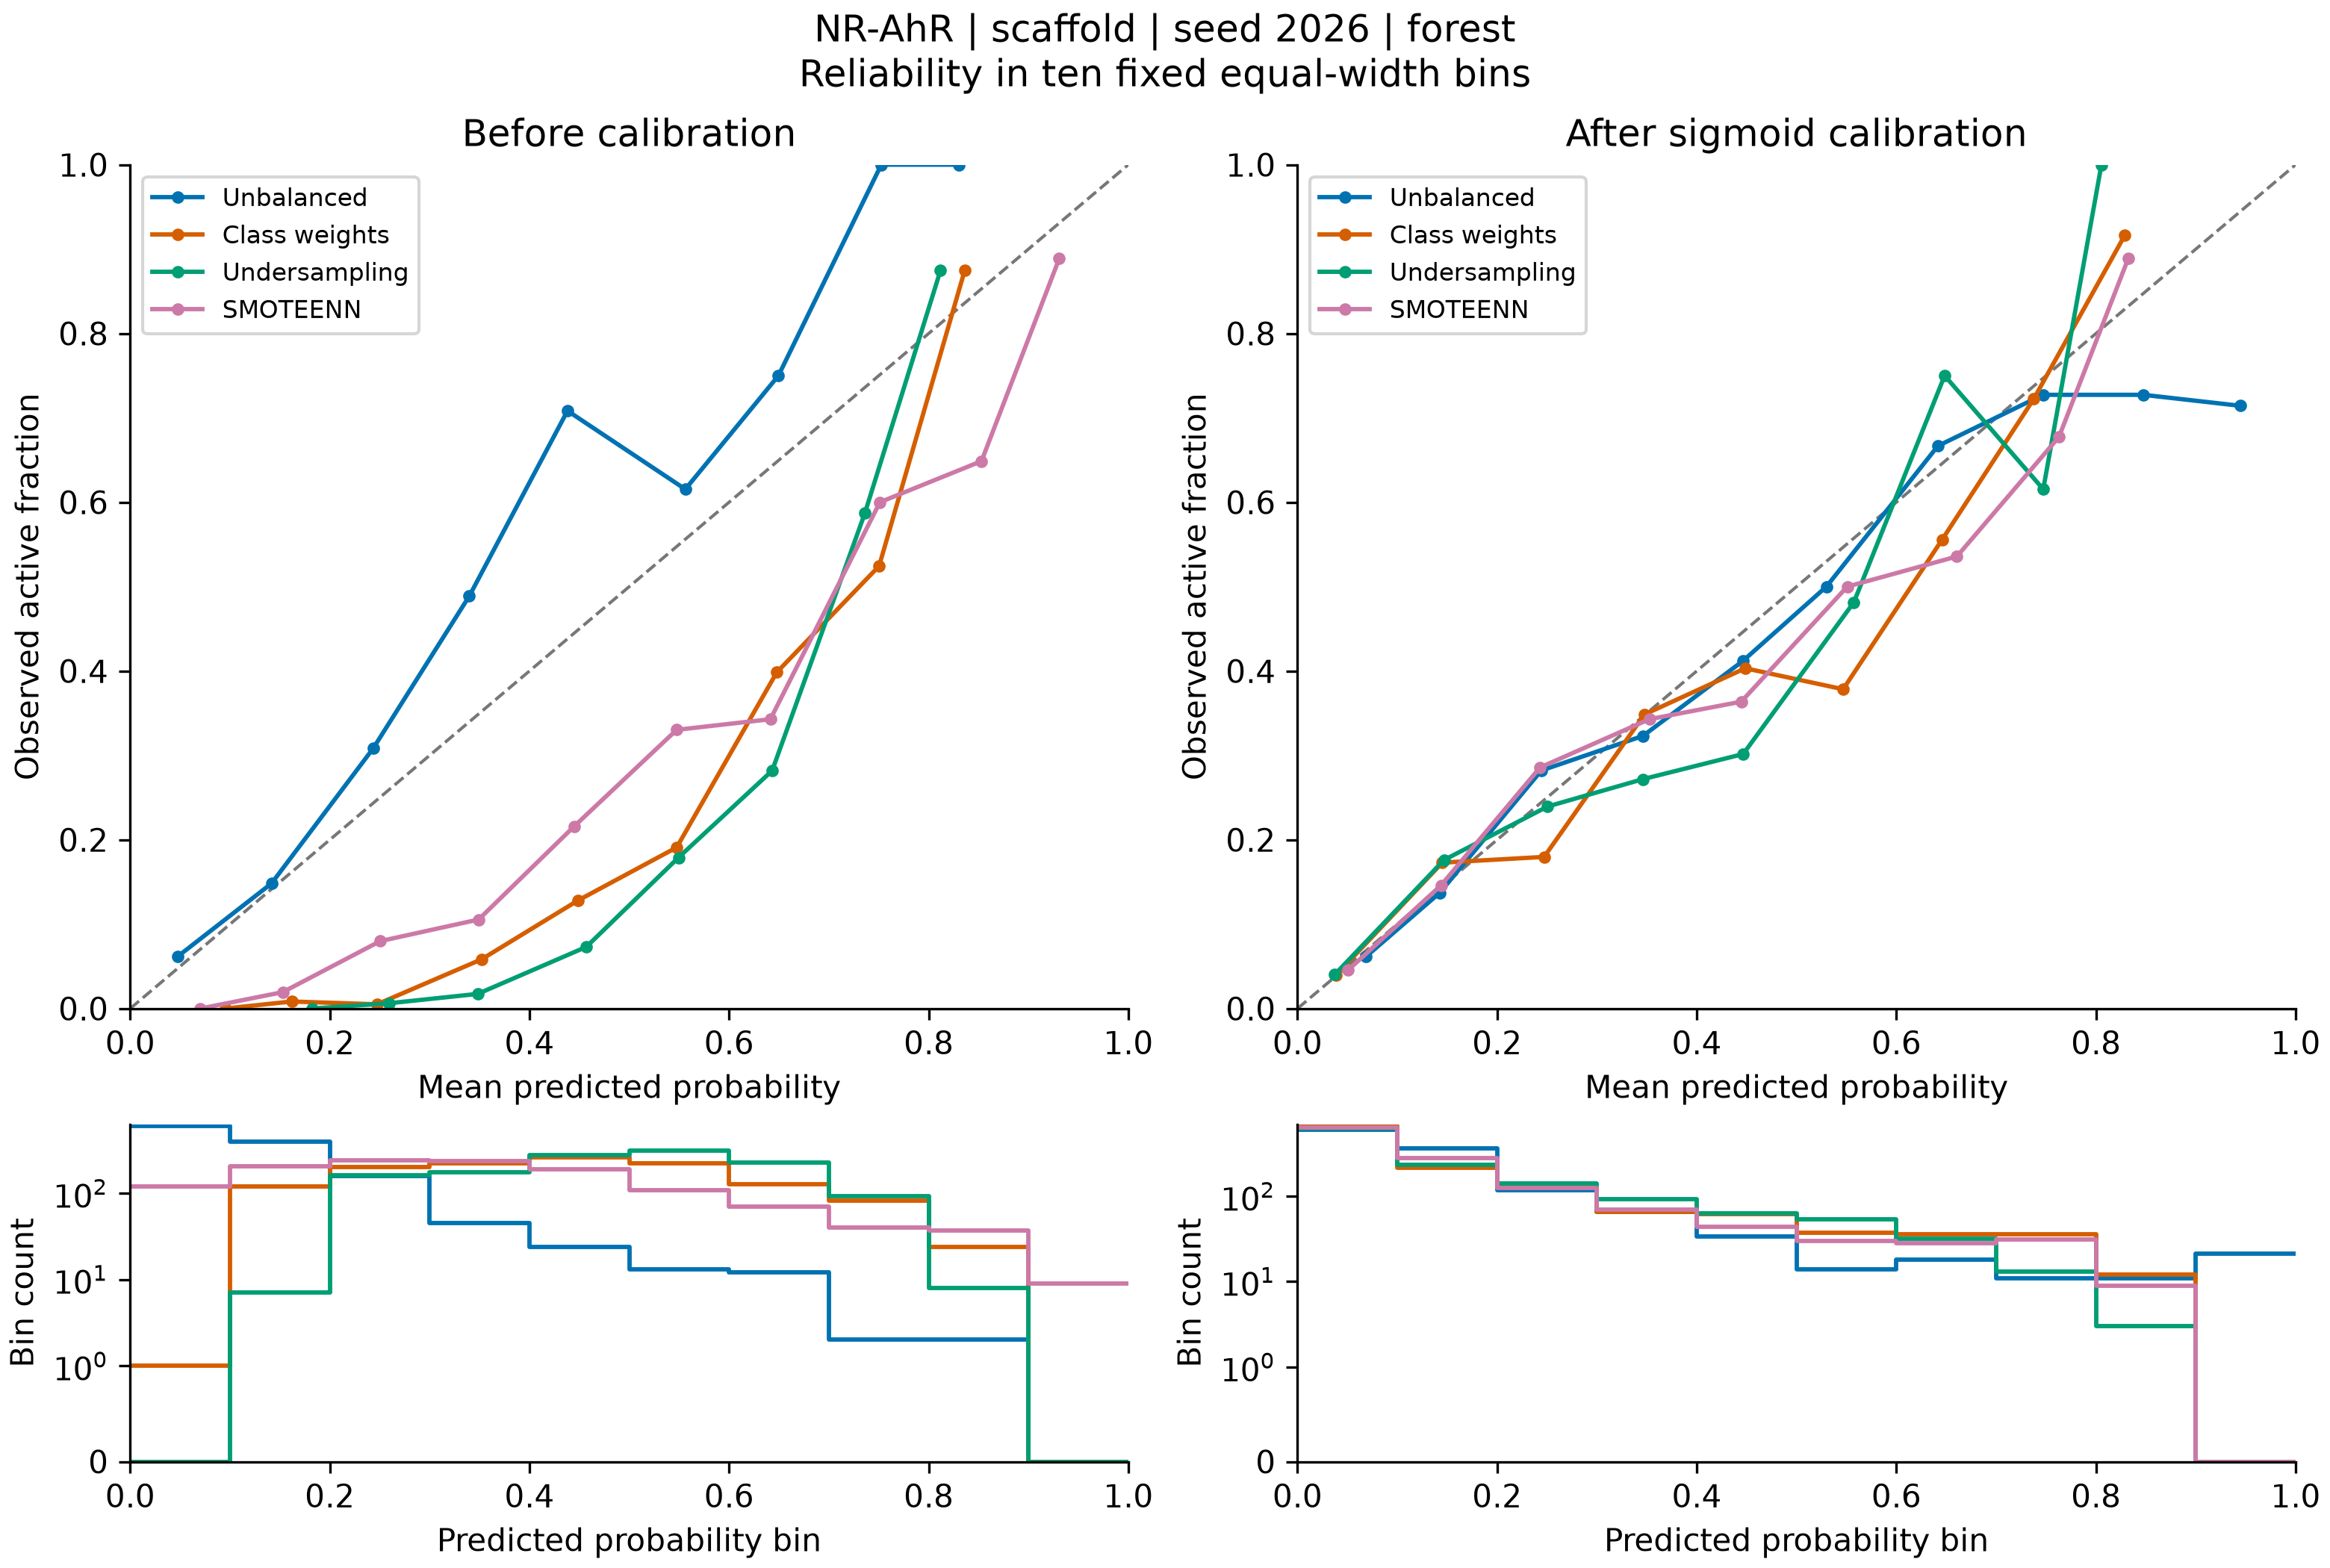 NR-AhR | scaffold | seed 2026 | forest
Reliability in ten fixed equal-width bins
Before calibration
1.0
0.8
0.6
0.4
0.2
0.0
Observed active fraction
Unbalanced
Class weights
Undersampling
SMOTEENN
0.0 0.2 0.4 0.6 0.8 1.0
Mean predicted probability
After sigmoid calibration
1.0
0.8
0.6
0.4
0.2
0.0
Observed active fraction
Unbalanced
Class weights
Undersampling
SMOTEENN
0.0 0.2 0.4 0.6 0.8 1.0
Mean predicted probability
10²
10¹
10⁰
0
Bin count
0.0 0.2 0.4 0.6 0.8 1.0
Predicted probability bin
10²
10¹
10⁰
0
Bin count
0.0 0.2 0.4 0.6 0.8 1.0
Predicted probability bin